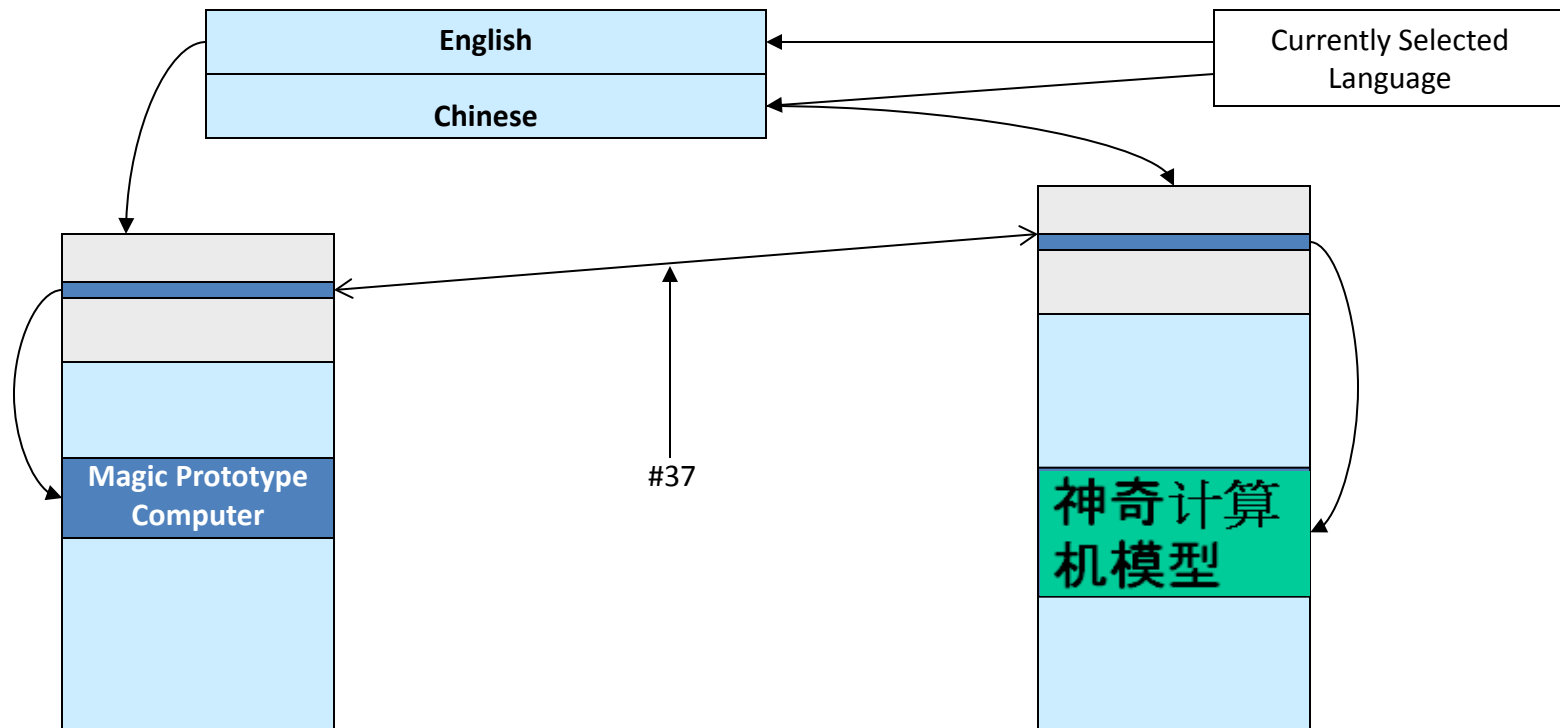 English
Currently Selected
Language
Chinese
Magic Prototype
Computer
#37
神奇计算
机模型